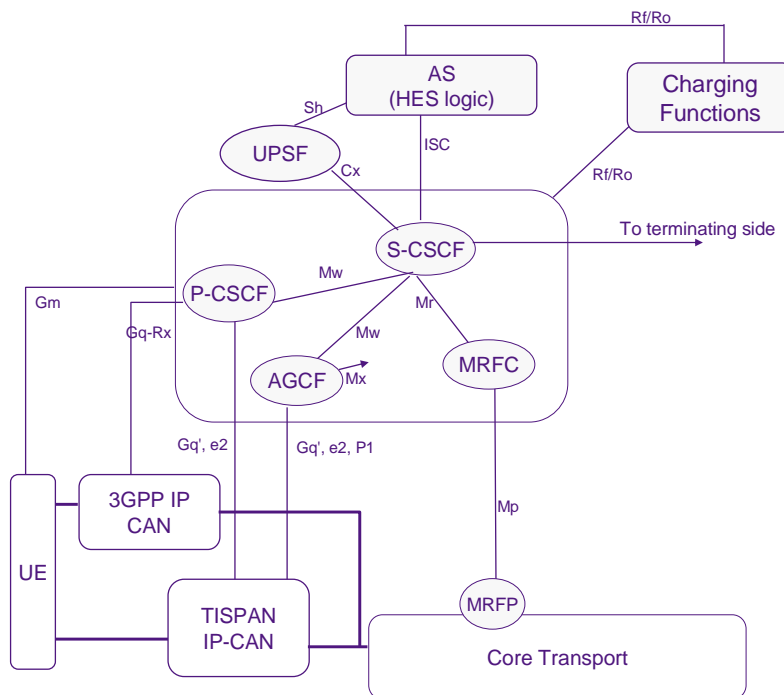 Rf/Ro
AS
(HES logic)
Charging
Functions
Sh
UPSF
ISC
Cx
Rf/Ro
To terminating side
S-CSCF
P-CSCF
Mw
Gm
Mr
Gq-Rx
Mw
MRFC
AGCF
Mx
Gq', e2
Gq', e2, P1
3GPP IP
CAN
Mp
UE
TISPAN
IP-CAN
MRFP
Core Transport